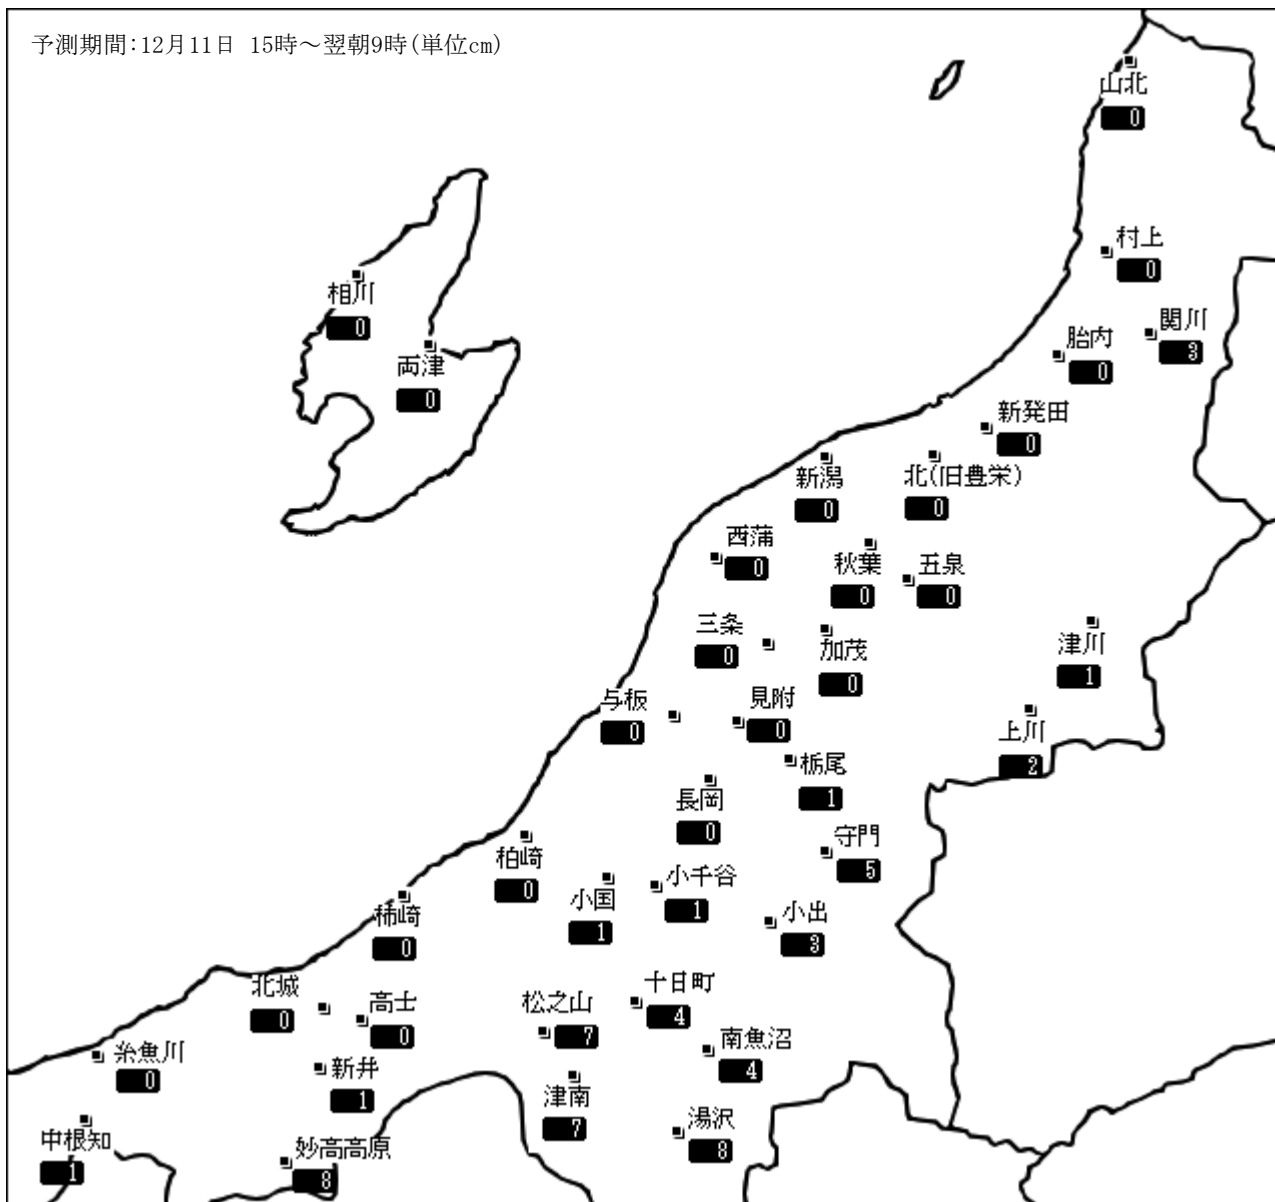 予測期間:12月11日 15時～翌朝9時(単位cm)
山北
0
村上
0
相川
0
関川
3
胎内
0
両津
0
新発田
0
新潟
0
北(旧豊栄)
0
西蒲
0
秋葉
0
五泉
0
三条
0
加茂
0
津川
1
与板
0
見附
0
上川
2
栃尾
1
長岡
0
守門
5
柏崎
0
小千谷
1
小国
1
小出
3
柿崎
0
北城
0
高士
0
松之山
7
十日町
4
南魚沼
4
糸魚川
0
新井
1
津南
7
湯沢
8
中根知
1
妙高高原
8